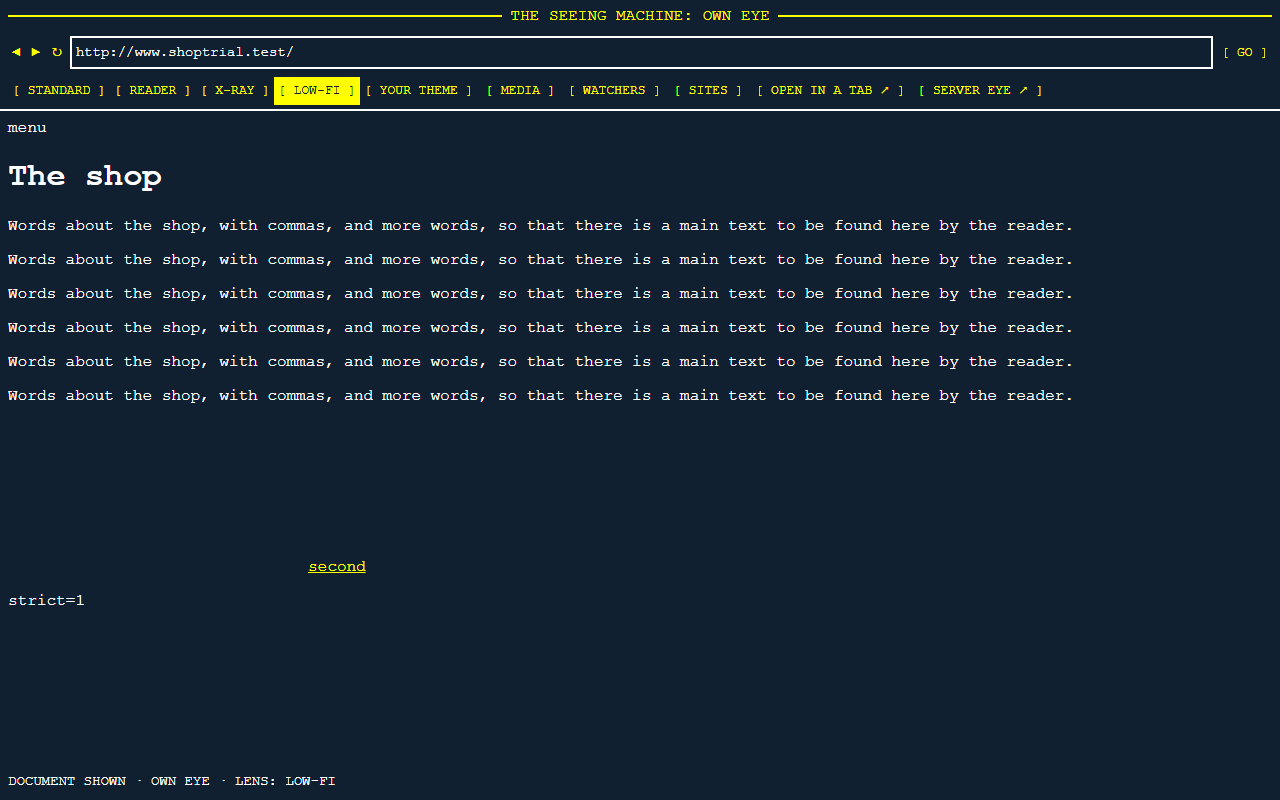 THE SEEING MACHINE: OWN EYE
◄ ► ↻ http://www.shoptrial.test/ [ GO ]
[ STANDARD ] [ READER ] [ X-RAY ] [ LOW-FI ] [ YOUR THEME ] [ MEDIA ] [ WATCHERS ] [ SITES ] [ OPEN IN A TAB ↗ ] [ SERVER EYE ↗ ]
menu
The shop
Words about the shop, with commas, and more words, so that there is a main text to be found here by the reader.
Words about the shop, with commas, and more words, so that there is a main text to be found here by the reader.
Words about the shop, with commas, and more words, so that there is a main text to be found here by the reader.
Words about the shop, with commas, and more words, so that there is a main text to be found here by the reader.
Words about the shop, with commas, and more words, so that there is a main text to be found here by the reader.
Words about the shop, with commas, and more words, so that there is a main text to be found here by the reader.
second
strict=1
DOCUMENT SHOWN · OWN EYE · LENS: LOW-FI